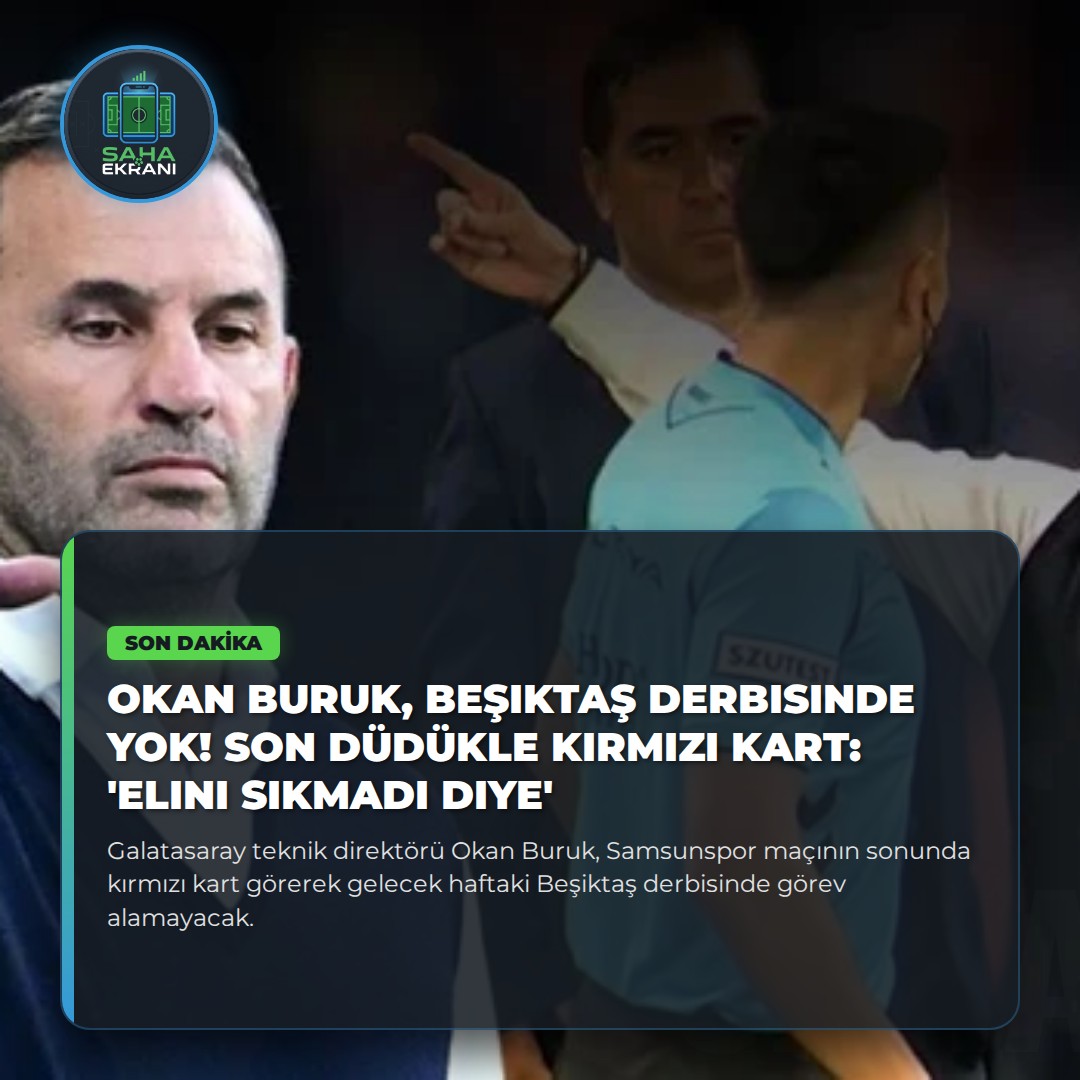 SAHA
EKRANI
SON DAKİKA
OKAN BURUK, BEŞIKTAŞ DERBISINDE
YOK! SON DÜDÜKLE KIRMIZI KART:
'ELINI SIKMADI DIYE'
Galatasaray teknik direktörü Okan Buruk, Samsunspor maçının sonunda
kırmızı kart görerek gelecek haftaki Beşiktaş derbisinde görev
alamayacak.
SZUTEST